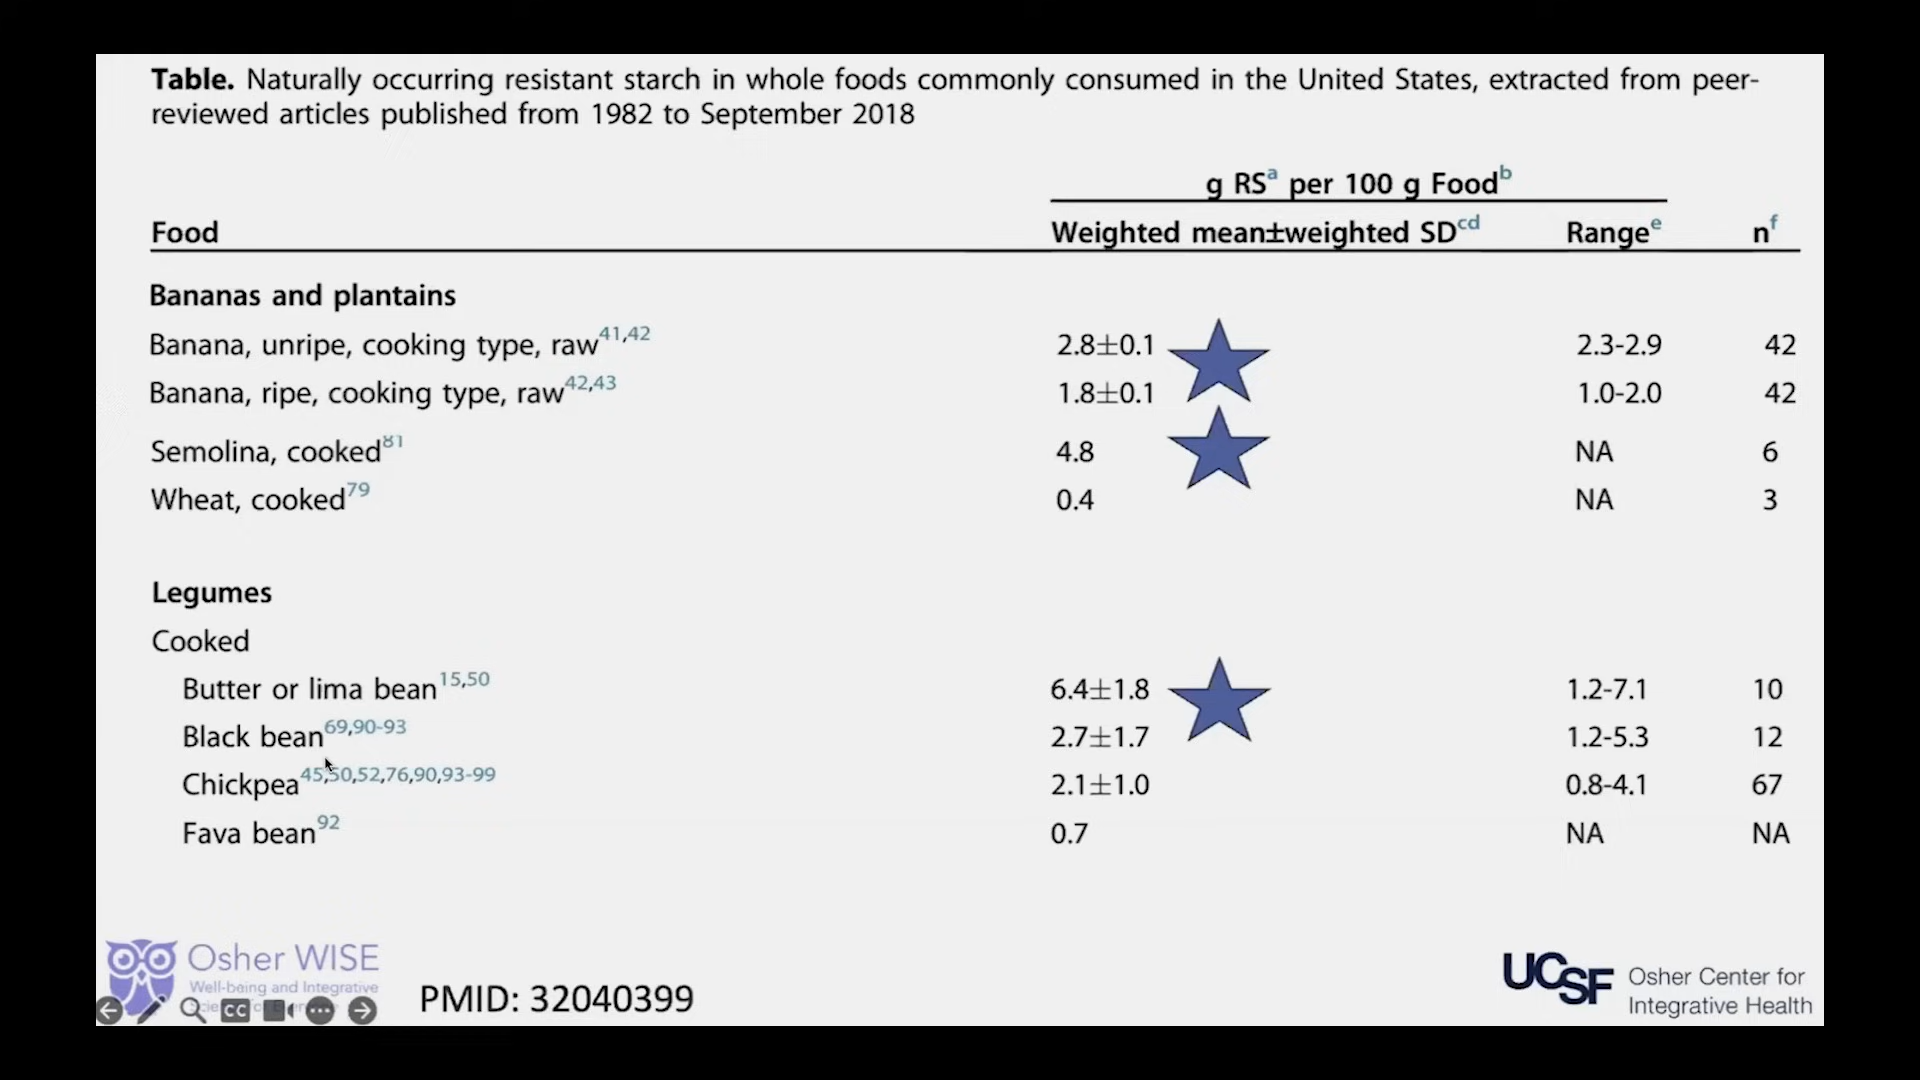 Table. Naturally occurring resistant starch in whole foods commonly consumed in the United States, extracted from peer-
reviewed articles published from 1982 to September 2018
g RSa per 100 g Foodb
Food Weighted mean±weighted SDcd Rangee nf
Bananas and plantains
Banana, unripe, cooking type, raw41,42 2.8±0.1 2.3-2.9 42
Banana, ripe, cooking type, raw42,43 1.8±0.1 1.0-2.0 42
Semolina, cooked81 4.8 NA 6
Wheat, cooked79 0.4 NA 3
Legumes
Cooked
Butter or lima bean15,50 6.4±1.8 1.2-7.1 10
Black bean69,90-93 2.7±1.7 1.2-5.3 12
Chickpea45,50,52,76,90,93-99 2.1±1.0 0.8-4.1 67
Fava bean92 0.7 NA NA
Osher WISE
Well-being and Integrative
CC
PMID: 32040399
UCSF
Osher Center for
Integrative Health